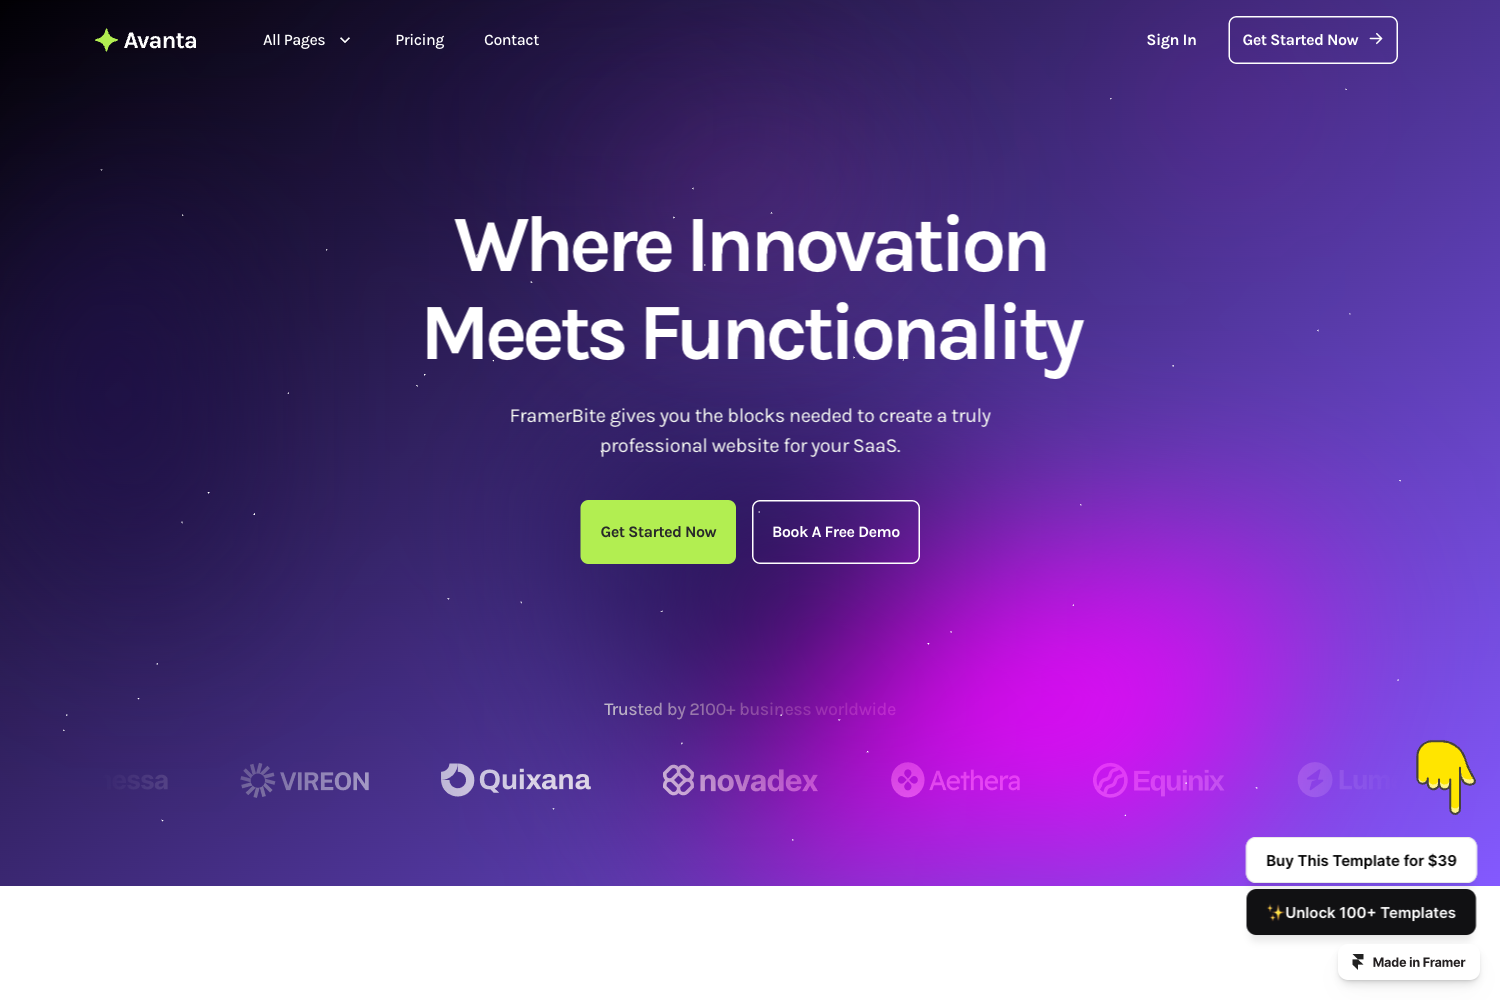 Avanta
All Pages
Pricing
Contact
Sign In
Get Started Now
Where Innovation
Meets Functionality
FramerBite gives you the blocks needed to create a truly
professional website for your SaaS.
Get Started Now
Book A Free Demo
Trusted by 2100+ business worldwide
essa
VIREON
Quixana
novadex
Aethera
Equinix
Lum
Buy This Template for $39
✨Unlock 100+ Templates
Made in Framer